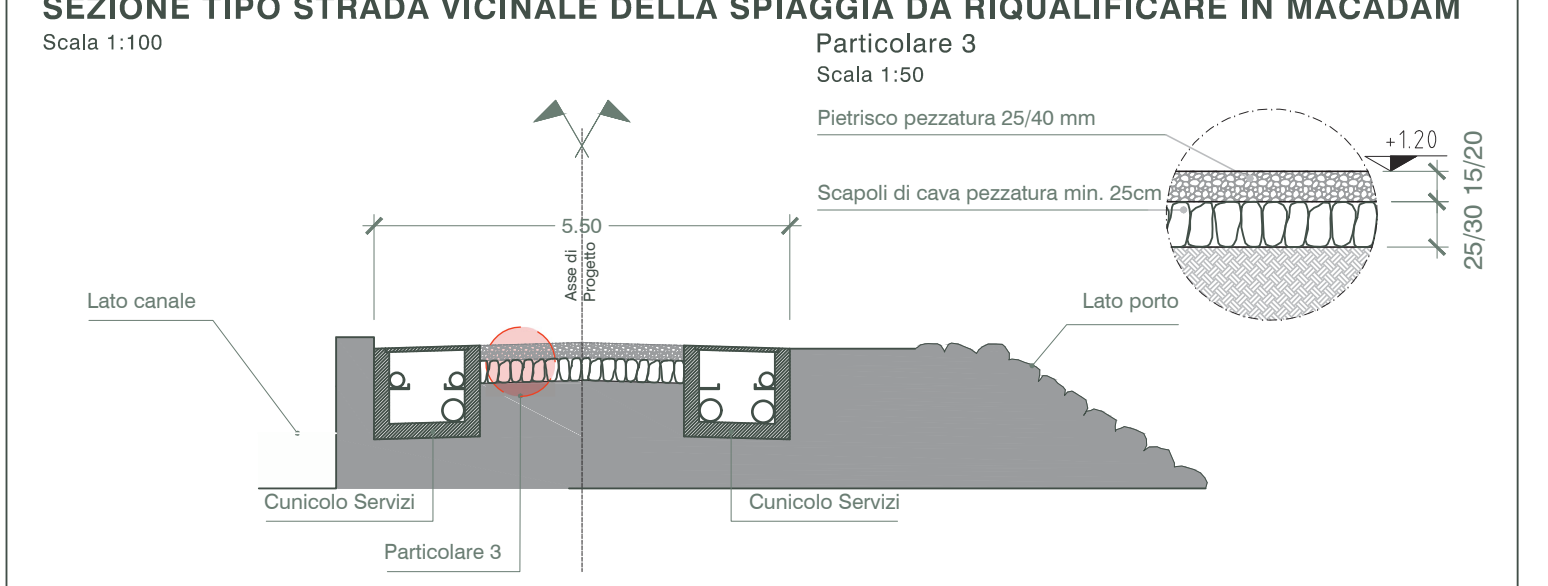 SEZIONE TIPO STRADA VICINALE DELLA SPIAGGIA DA RIQUALIFICARE IN MACADAM
Scala 1:100
Particolare 3
Scala 1:50
Pietrisco pezzatura 25/40 mm
+1.20
15/20
Scapoli di cava pezzatura min. 25cm
25/30
5.50
Asse di
Progetto
Lato canale
Lato porto
Cunicolo Servizi
Cunicolo Servizi
Particolare 3